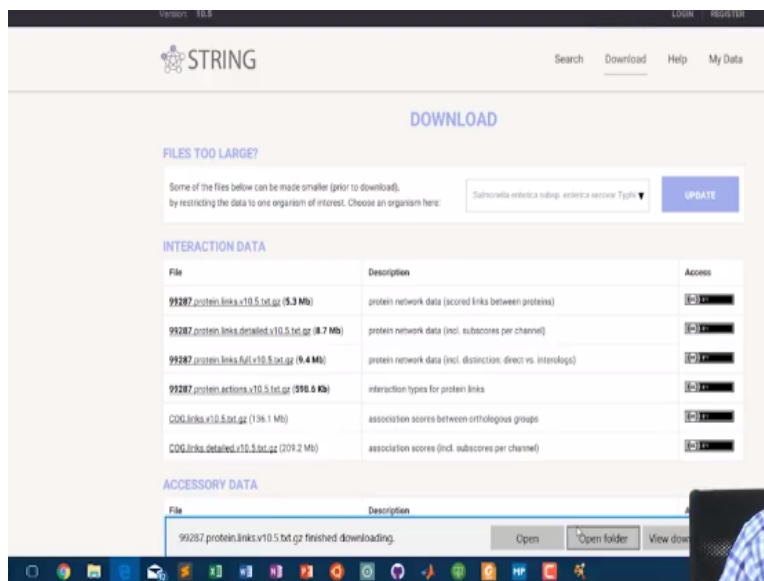 Version: 10.5
LOGIN | REGISTER
STRING
Search Download Help My Data
DOWNLOAD
FILES TOO LARGE?
Some of the files below can be made smaller (prior to download),
by restricting the data to one organism of interest. Choose an organism here:
Salmonella enterica subsp. enterica serovar Typhi
UPDATE
INTERACTION DATA
File Description Access
99287.protein.links.v10.5.txt.gz (5.3 Mb) protein network data (scored links between proteins)
99287.protein.links.detailed.v10.5.txt.gz (8.7 Mb) protein network data (incl. subscores per channel)
99287.protein.links.full.v10.5.txt.gz (9.4 Mb) protein network data (incl. distinction: direct vs. interologs)
99287.protein.actions.v10.5.txt.gz (590.6 Kb) interaction types for protein links
COG.links.v10.5.txt.gz (136.1 Mb) association scores between orthologous groups
COG.links.detailed.v10.5.txt.gz (209.2 Mb) association scores (incl. subscores per channel)
ACCESSORY DATA
File Description A
99287.protein.links.v10.5.txt.gz finished downloading.
Open Open folder View dow